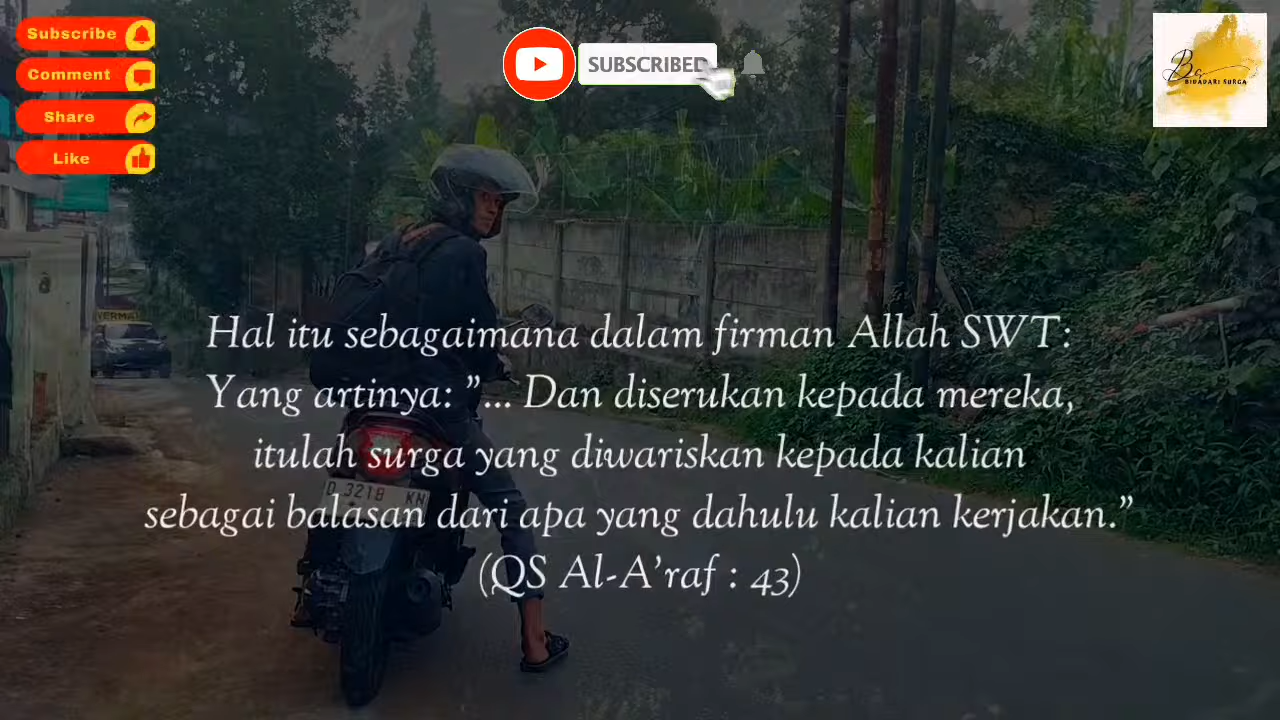 Subscribe
Comment
Share
Like
SUBSCRIBED
BIDADARI SURGA
Hal itu sebagaimana dalam firman Allah SWT:
Yang artinya: ”... Dan diserukan kepada mereka,
itulah surga yang diwariskan kepada kalian
sebagai balasan dari apa yang dahulu kalian kerjakan.”
(QS Al-A’raf : 43)
D 3218 KN